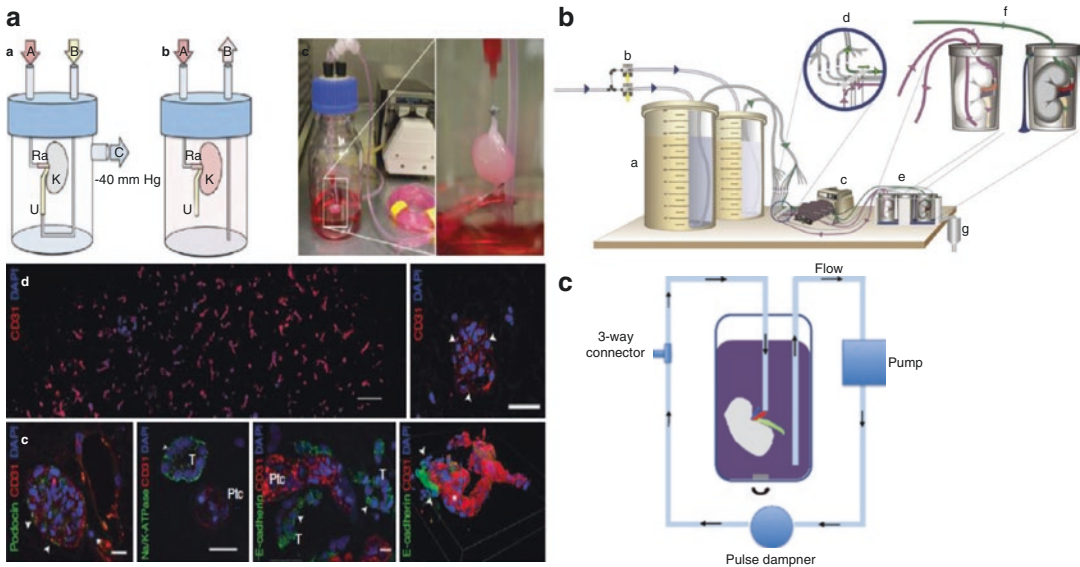 a
a
A
B
b
A
B
c
Ra
K
U
C
-40 mm Hg
Ra
K
U
d
CD31 DAPI
CD31 DAPI
c
Podocin CD31 DAPI
Na/K-ATPase CD31 DAPI
T
Ptc
E-cadherin CD31 DAPI
Ptc
T
T
E-cadherin CD31 DAPI
b
a
b
c
d
e
f
g
c
Flow
3-way
connector
Pump
Pulse dampner